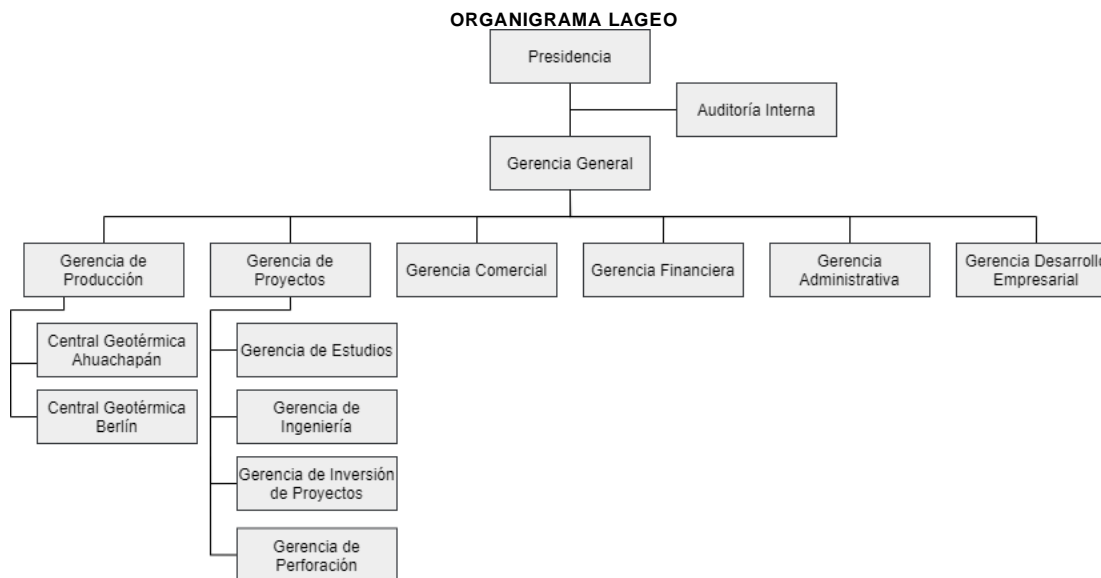 ORGANIGRAMA LAGEO
Presidencia
Auditoría Interna
Gerencia General
Gerencia de
Producción
Gerencia de
Proyectos
Gerencia Comercial
Gerencia Financiera
Gerencia
Administrativa
Gerencia Desarrollo
Empresarial
Central Geotérmica
Ahuachapán
Central Geotérmica
Berlín
Gerencia de Estudios
Gerencia de
Ingeniería
Gerencia de Inversión
de Proyectos
Gerencia de
Perforación